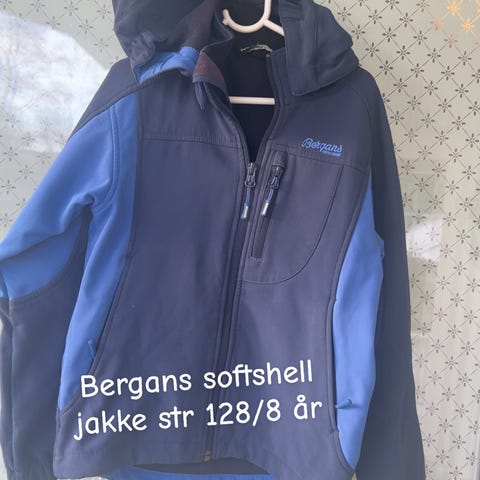 Bergans
Bergans softshell
jakke str 128/8 år